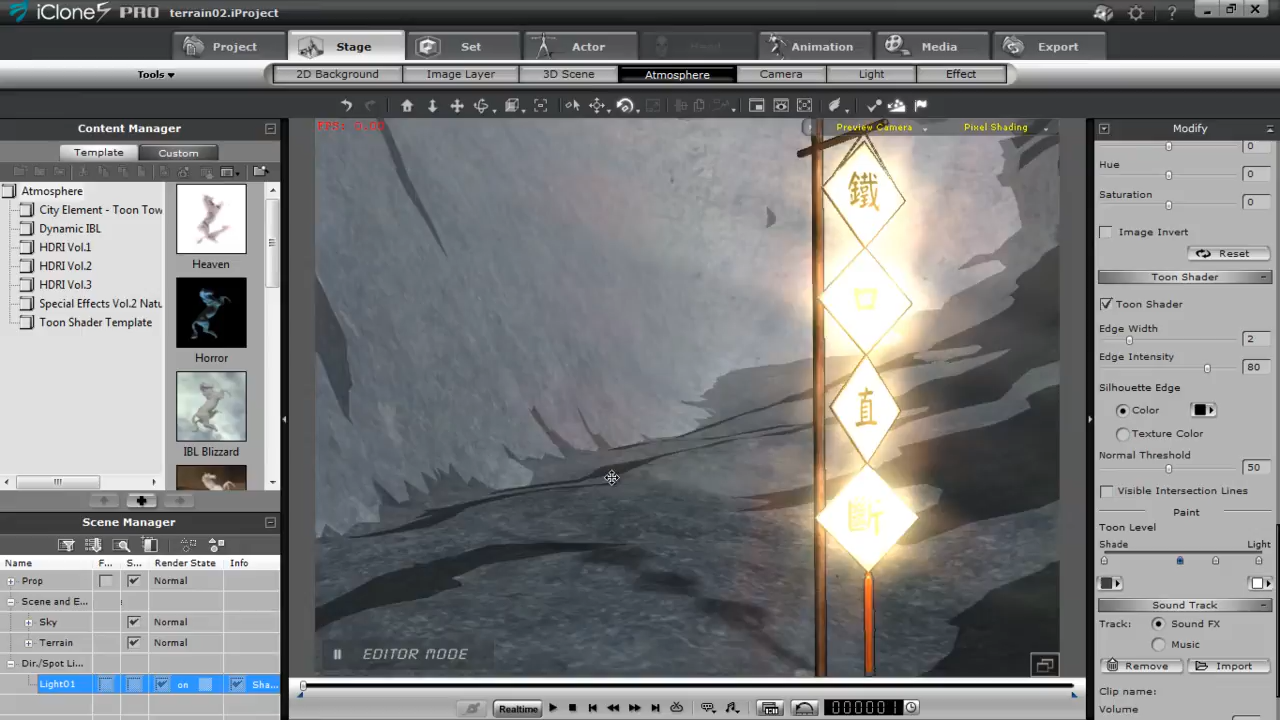 iClone5 PRO terrain02.iProject
Project Stage Set Actor Head Animation Media Export
Tools 2D Background Image Layer 3D Scene Atmosphere Camera Light Effect
Content Manager
Template Custom
Atmosphere
City Element - Toon Tow
Dynamic IBL
HDRI Vol.1
HDRI Vol.2
HDRI Vol.3
Special Effects Vol.2 Natu
Toon Shader Template
Heaven
Horror
IBL Blizzard
Scene Manager
Name F... S... Render State Info
Prop Normal
Scene and E...
Sky Normal
Terrain Normal
Dir./Spot Li...
Light01 on Sha...
FPS: 0.00
Preview Camera Pixel Shading
鐵
口
直
斷
EDITOR MODE
Realtime 0000001
Modify
0
Hue
0
Saturation
0
Image Invert
Reset
Toon Shader
Toon Shader
Edge Width
2
Edge Intensity
80
Silhouette Edge
Color
Texture Color
Normal Threshold
50
Visible Intersection Lines
Paint
Toon Level
Shade Light
Sound Track
Track: Sound FX
Music
Remove Import
Clip name:
Volume